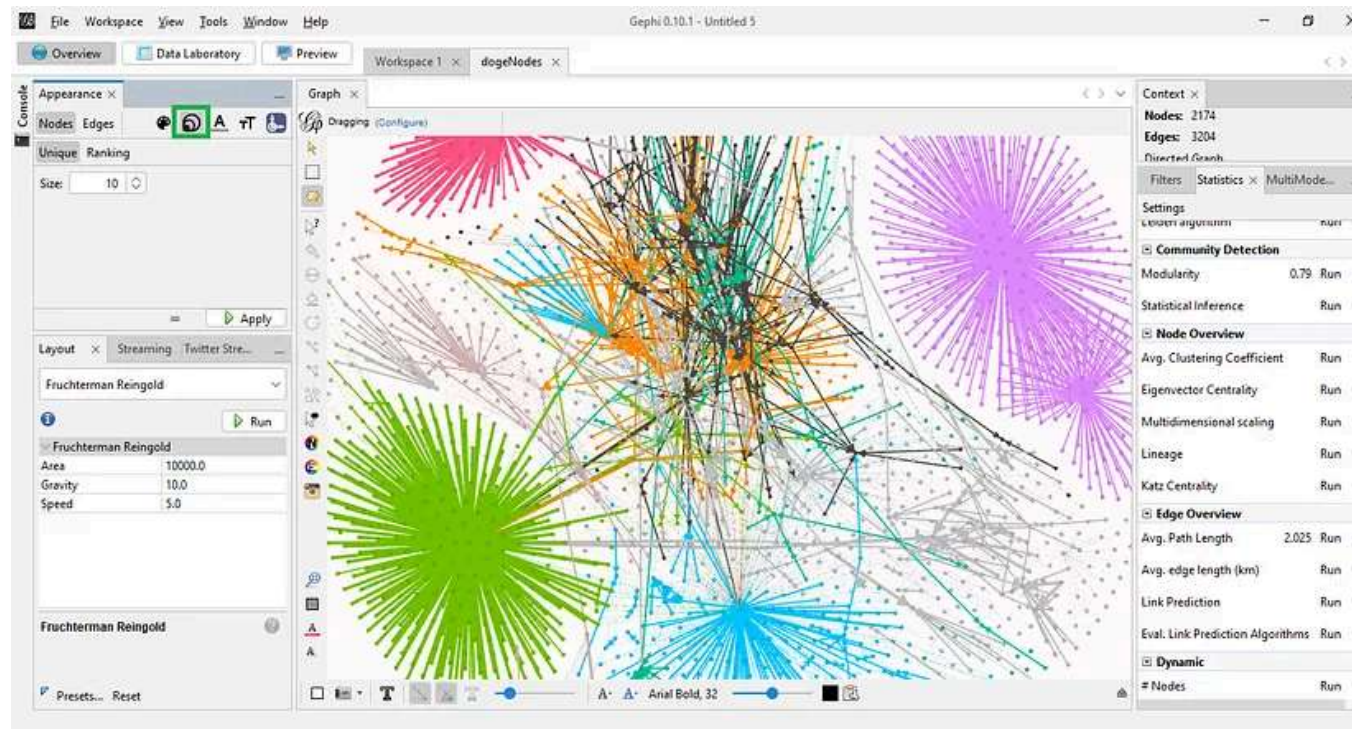 File Workspace View Tools Window Help
Gephi 0.10.1 - Untitled 5
Overview Data Laboratory Preview
Workspace 1 × dogeNodes ×
Console
Appearance ×
Nodes Edges
Unique Ranking
Size: 10
Apply
Layout × Streaming Twitter Stre...
Fruchterman Reingold
Run
Fruchterman Reingold
Area 10000.0
Gravity 10.0
Speed 5.0
Fruchterman Reingold
Presets... Reset
Graph ×
Dragging (Configure)
T A- A- Arial Bold, 32
Context ×
Nodes: 2174
Edges: 3204
Directed Graph
Filters Statistics × MultiMode...
Settings
Leiden algorithm Run
Community Detection
Modularity 0.79 Run
Statistical Inference Run
Node Overview
Avg. Clustering Coefficient Run
Eigenvector Centrality Run
Multidimensional scaling Run
Lineage Run
Katz Centrality Run
Edge Overview
Avg. Path Length 2.025 Run
Avg. edge length (km) Run
Link Prediction Run
Eval. Link Prediction Algorithms Run
Dynamic
# Nodes Run